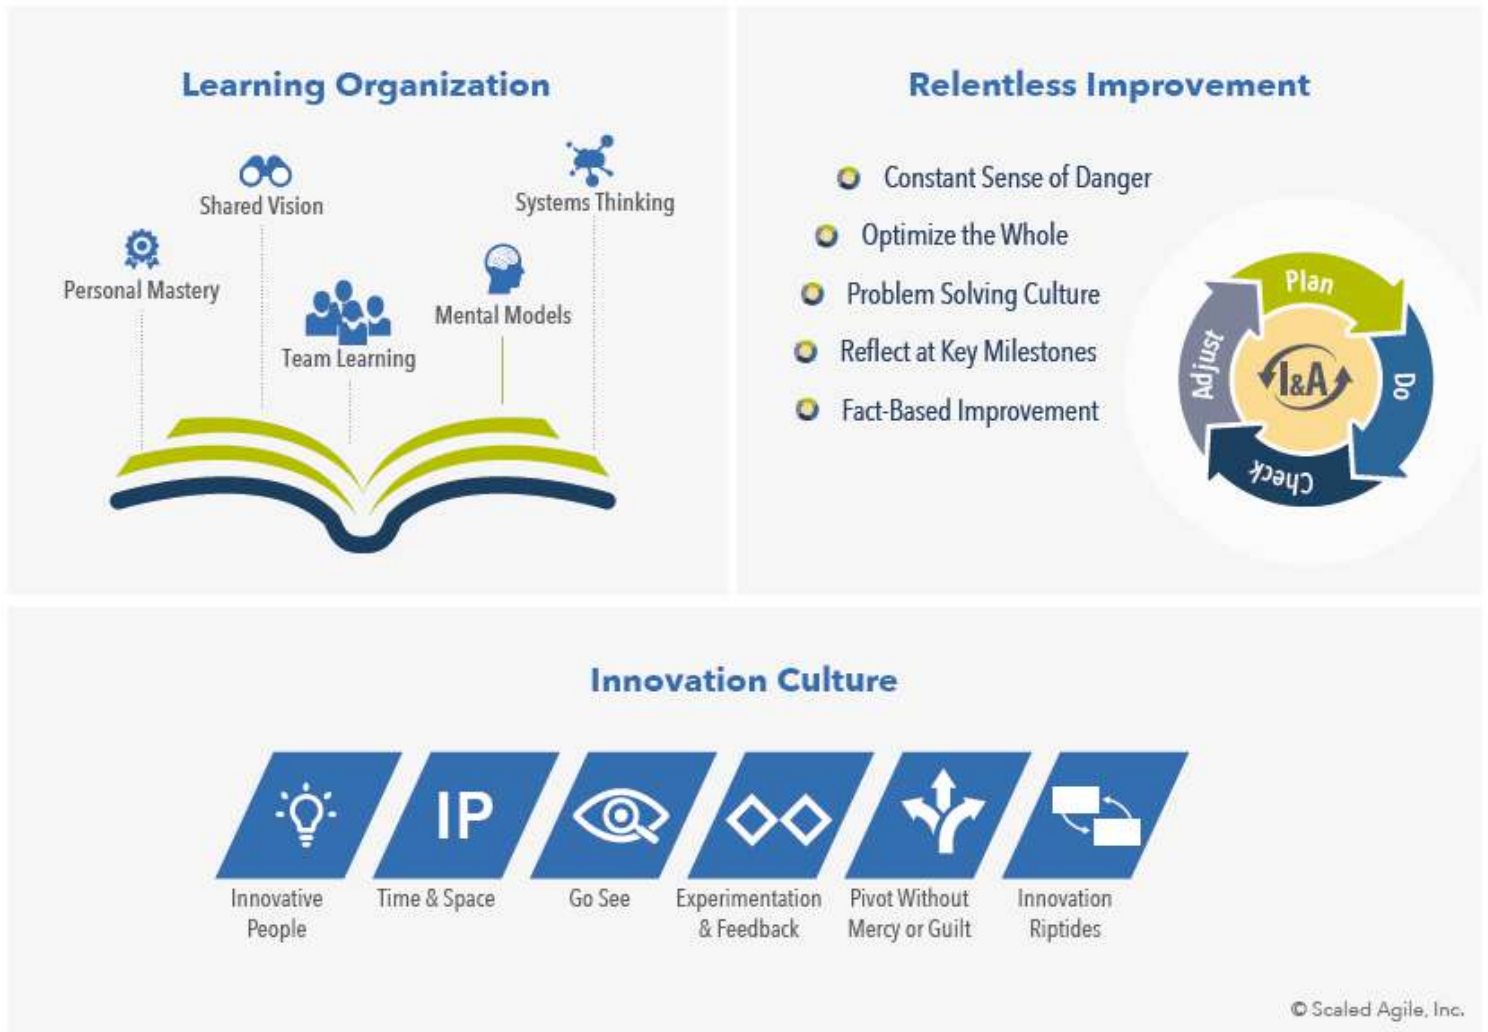 Learning Organization
Shared Vision
Systems Thinking
Personal Mastery
Mental Models
Team Learning
Relentless Improvement
Constant Sense of Danger
Optimize the Whole
Problem Solving Culture
Reflect at Key Milestones
Fact-Based Improvement
Plan
Do
Check
Adjust
I&A
Innovation Culture
IP
Innovative
People
Time & Space
Go See
Experimentation
& Feedback
Pivot Without
Mercy or Guilt
Innovation
Riptides
© Scaled Agile, Inc.